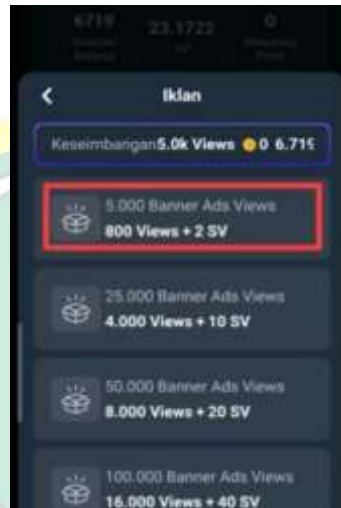 6719
23.1722
0
Iklan
Keseimbangan 5.0k Views 0 6.719
5.000 Banner Ads Views
800 Views + 2 SV
25.000 Banner Ads Views
4.000 Views + 10 SV
50.000 Banner Ads Views
8.000 Views + 20 SV
100.000 Banner Ads Views
16.000 Views + 40 SV